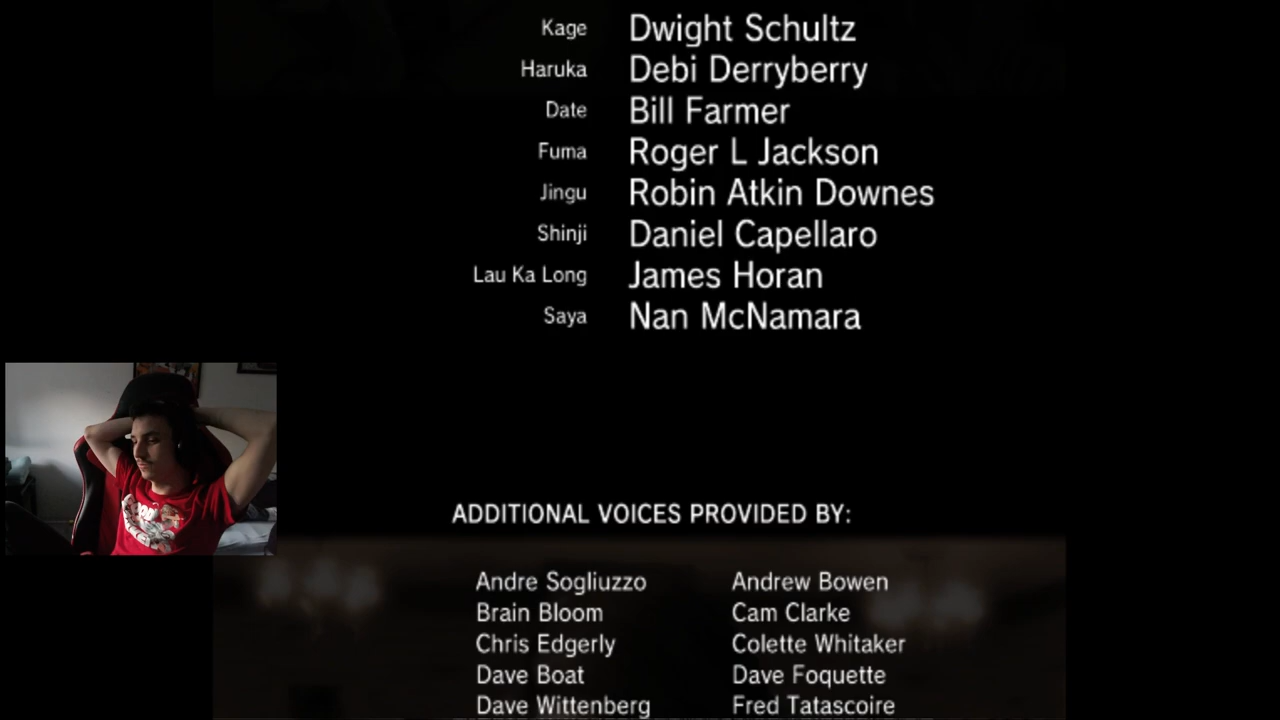 Kage Dwight Schultz
Haruka Debi Derryberry
Date Bill Farmer
Fuma Roger L Jackson
Jingu Robin Atkin Downes
Shinji Daniel Capellaro
Lau Ka Long James Horan
Saya Nan McNamara
ADDITIONAL VOICES PROVIDED BY:
Andre Sogliuzzo Andrew Bowen
Brain Bloom Cam Clarke
Chris Edgerly Colette Whitaker
Dave Boat Dave Foquette
Dave Wittenberg Fred Tatascoire